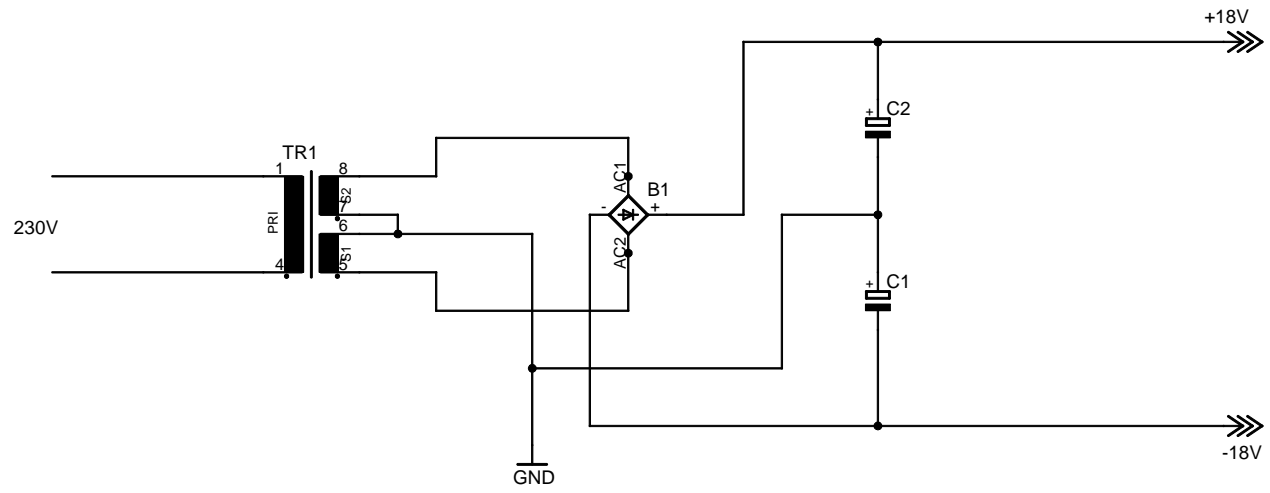 +18V
+
C2
TR1
1
8
AC1
S2
B1
7
-
+
230V
PRI
6
S1
AC2
4
5
+
C1
-18V
GND